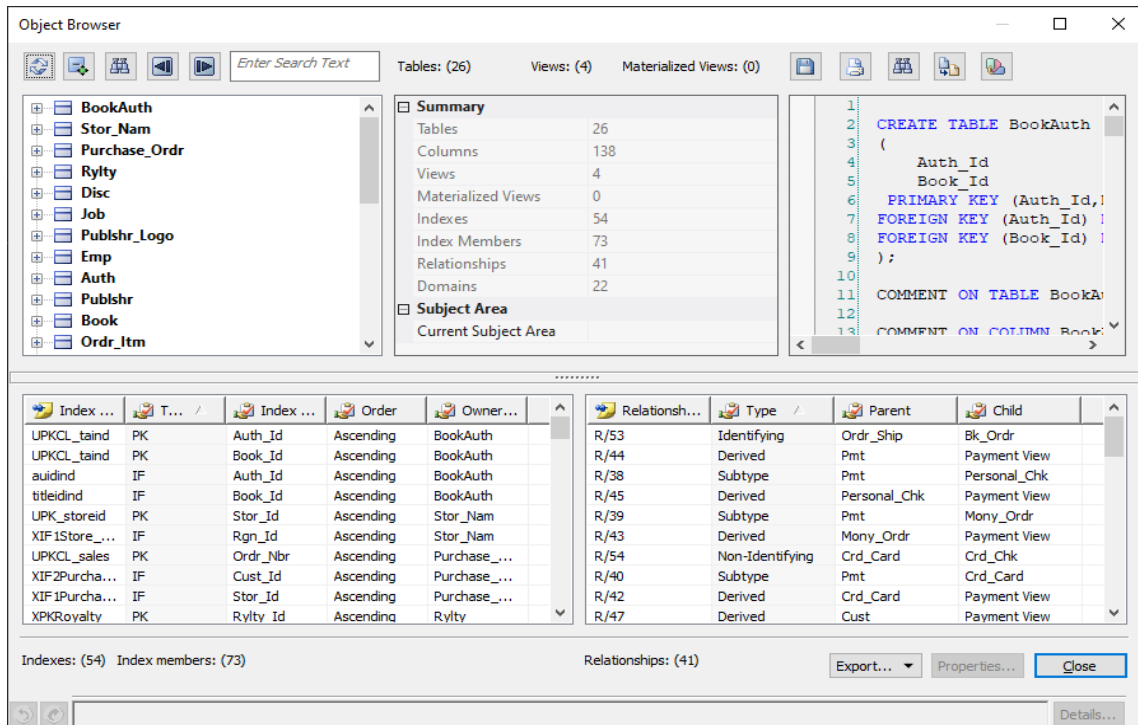 Object Browser
Enter Search Text Tables: (26) Views: (4) Materialized Views: (0)
BookAuth
Stor_Nam
Purchase_Ordr
Rylty
Disc
Job
Publshr_Logo
Emp
Auth
Publshr
Book
Ordr_Itm
Summary
Tables 26
Columns 138
Views 4
Materialized Views 0
Indexes 54
Index Members 73
Relationships 41
Domains 22
Subject Area
Current Subject Area
1
2 CREATE TABLE BookAuth
3 (
4 Auth_Id
5 Book_Id
6 PRIMARY KEY (Auth_Id,
7 FOREIGN KEY (Auth_Id)
8 FOREIGN KEY (Book_Id)
9 );
10
11 COMMENT ON TABLE BookAu
12
13 COMMENT ON COLUMN Book
Index ... T... Index ... Order Owner...
UPKCL_taind PK Auth_Id Ascending BookAuth
UPKCL_taind PK Book_Id Ascending BookAuth
auidind IF Auth_Id Ascending BookAuth
titleidind IF Book_Id Ascending BookAuth
UPK_storeid PK Stor_Id Ascending Stor_Nam
XIF1Store_... IF Rgn_Id Ascending Stor_Nam
UPKCL_sales PK Ordr_Nbr Ascending Purchase_...
XIF2Purcha... IF Cust_Id Ascending Purchase_...
XIF1Purcha... IF Stor_Id Ascending Purchase_...
XPKRoyalty PK Rylty_Id Ascending Rylty
Relationsh... Type Parent Child
R/53 Identifying Ordr_Ship Bk_Ordr
R/44 Derived Pmt Payment View
R/38 Subtype Pmt Personal_Chk
R/45 Derived Personal_Chk Payment View
R/39 Subtype Pmt Mony_Ordr
R/43 Derived Mony_Ordr Payment View
R/54 Non-Identifying Crd_Card Crd_Chk
R/40 Subtype Pmt Crd_Card
R/42 Derived Crd_Card Payment View
R/47 Derived Cust Payment View
Indexes: (54) Index members: (73) Relationships: (41)
Export... Properties... Close
Details...